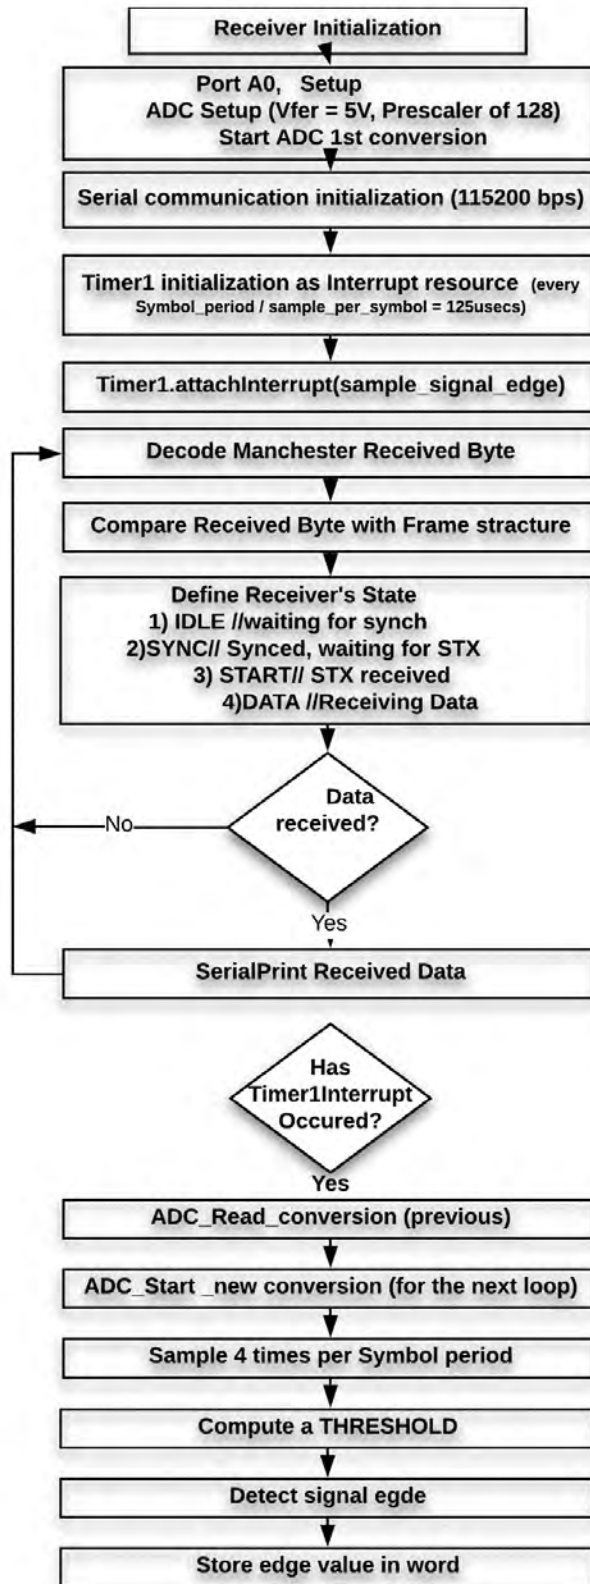 Receiver Initialization
Port A0, Setup
ADC Setup (Vfer = 5V, Prescaler of 128)
Start ADC 1st conversion
Serial communication initialization (115200 bps)
Timer1 initialization as Interrupt resource (every
Symbol_period / sample_per_symbol = 125usecs)
Timer1.attachInterrupt(sample_signal_edge)
Decode Manchester Received Byte
Compare Received Byte with Frame stracture
Define Receiver's State
1) IDLE //waiting for synch
2)SYNC// Synced, waiting for STX
3) START// STX received
4)DATA //Receiving Data
Data
received?
No
Yes
SerialPrint Received Data
Has
Timer1Interrupt
Occured?
Yes
ADC_Read_conversion (previous)
ADC_Start _new conversion (for the next loop)
Sample 4 times per Symbol period
Compute a THRESHOLD
Detect signal egde
Store edge value in word